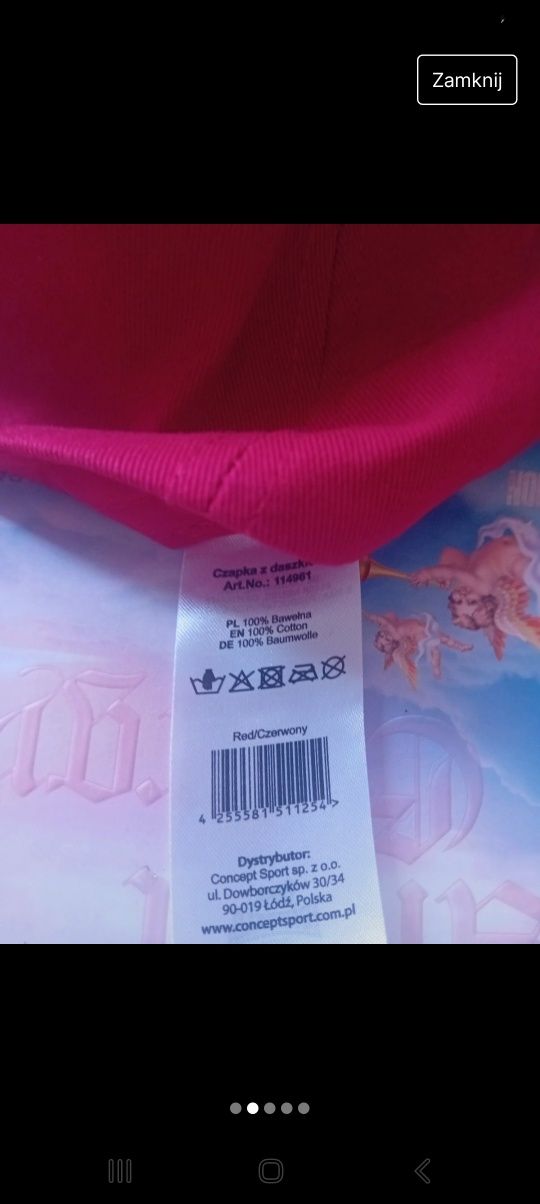 Zamknij
Czapka z
Art.No.: 114961
PL 100% Bawełna
EN 100% Cotton
DE 100% Baumwolle
Red/Czerwony
4 255581 511254 >
Dystrybutor:
Concept Sport sp. z o.o.
ul. Dowborczyków 30/34
90-019 Łódź, Polska
www.conceptsport.com.pl